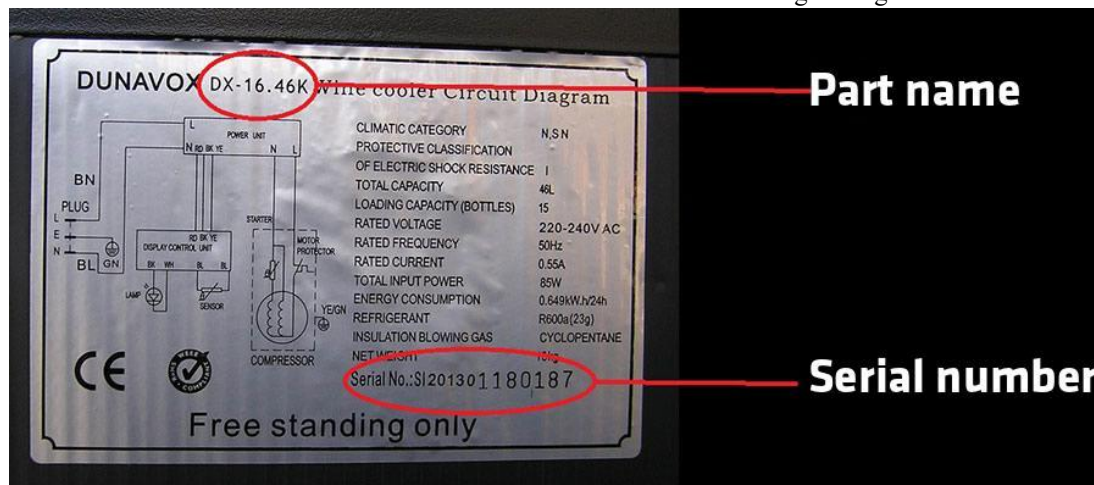 DUNAVOX DX-16.46K Wine cooler Circuit Diagram
Part name
L
POWER UNIT
N RD BK YE N L
BN
PLUG
L
E
N
BL
GN
RD BK YE
DISPLAY CONTROL UNIT
BK WH BL BL
LAMP
SENSOR
STARTER
MOTOR
PROTECTOR
YE/GN
COMPRESSOR
CLIMATIC CATEGORY N,SN
PROTECTIVE CLASSIFICATION
OF ELECTRIC SHOCK RESISTANCE I
TOTAL CAPACITY 46L
LOADING CAPACITY (BOTTLES) 15
RATED VOLTAGE 220-240V AC
RATED FREQUENCY 50Hz
RATED CURRENT 0.55A
TOTAL INPUT POWER 85W
ENERGY CONSUMPTION 0.649kW.h/24h
REFRIGERANT R600a(23g)
INSULATION BLOWING GAS CYCLOPENTANE
NET WEIGHT
Serial No.:SI201301180187
Serial number
CE
Free standing only